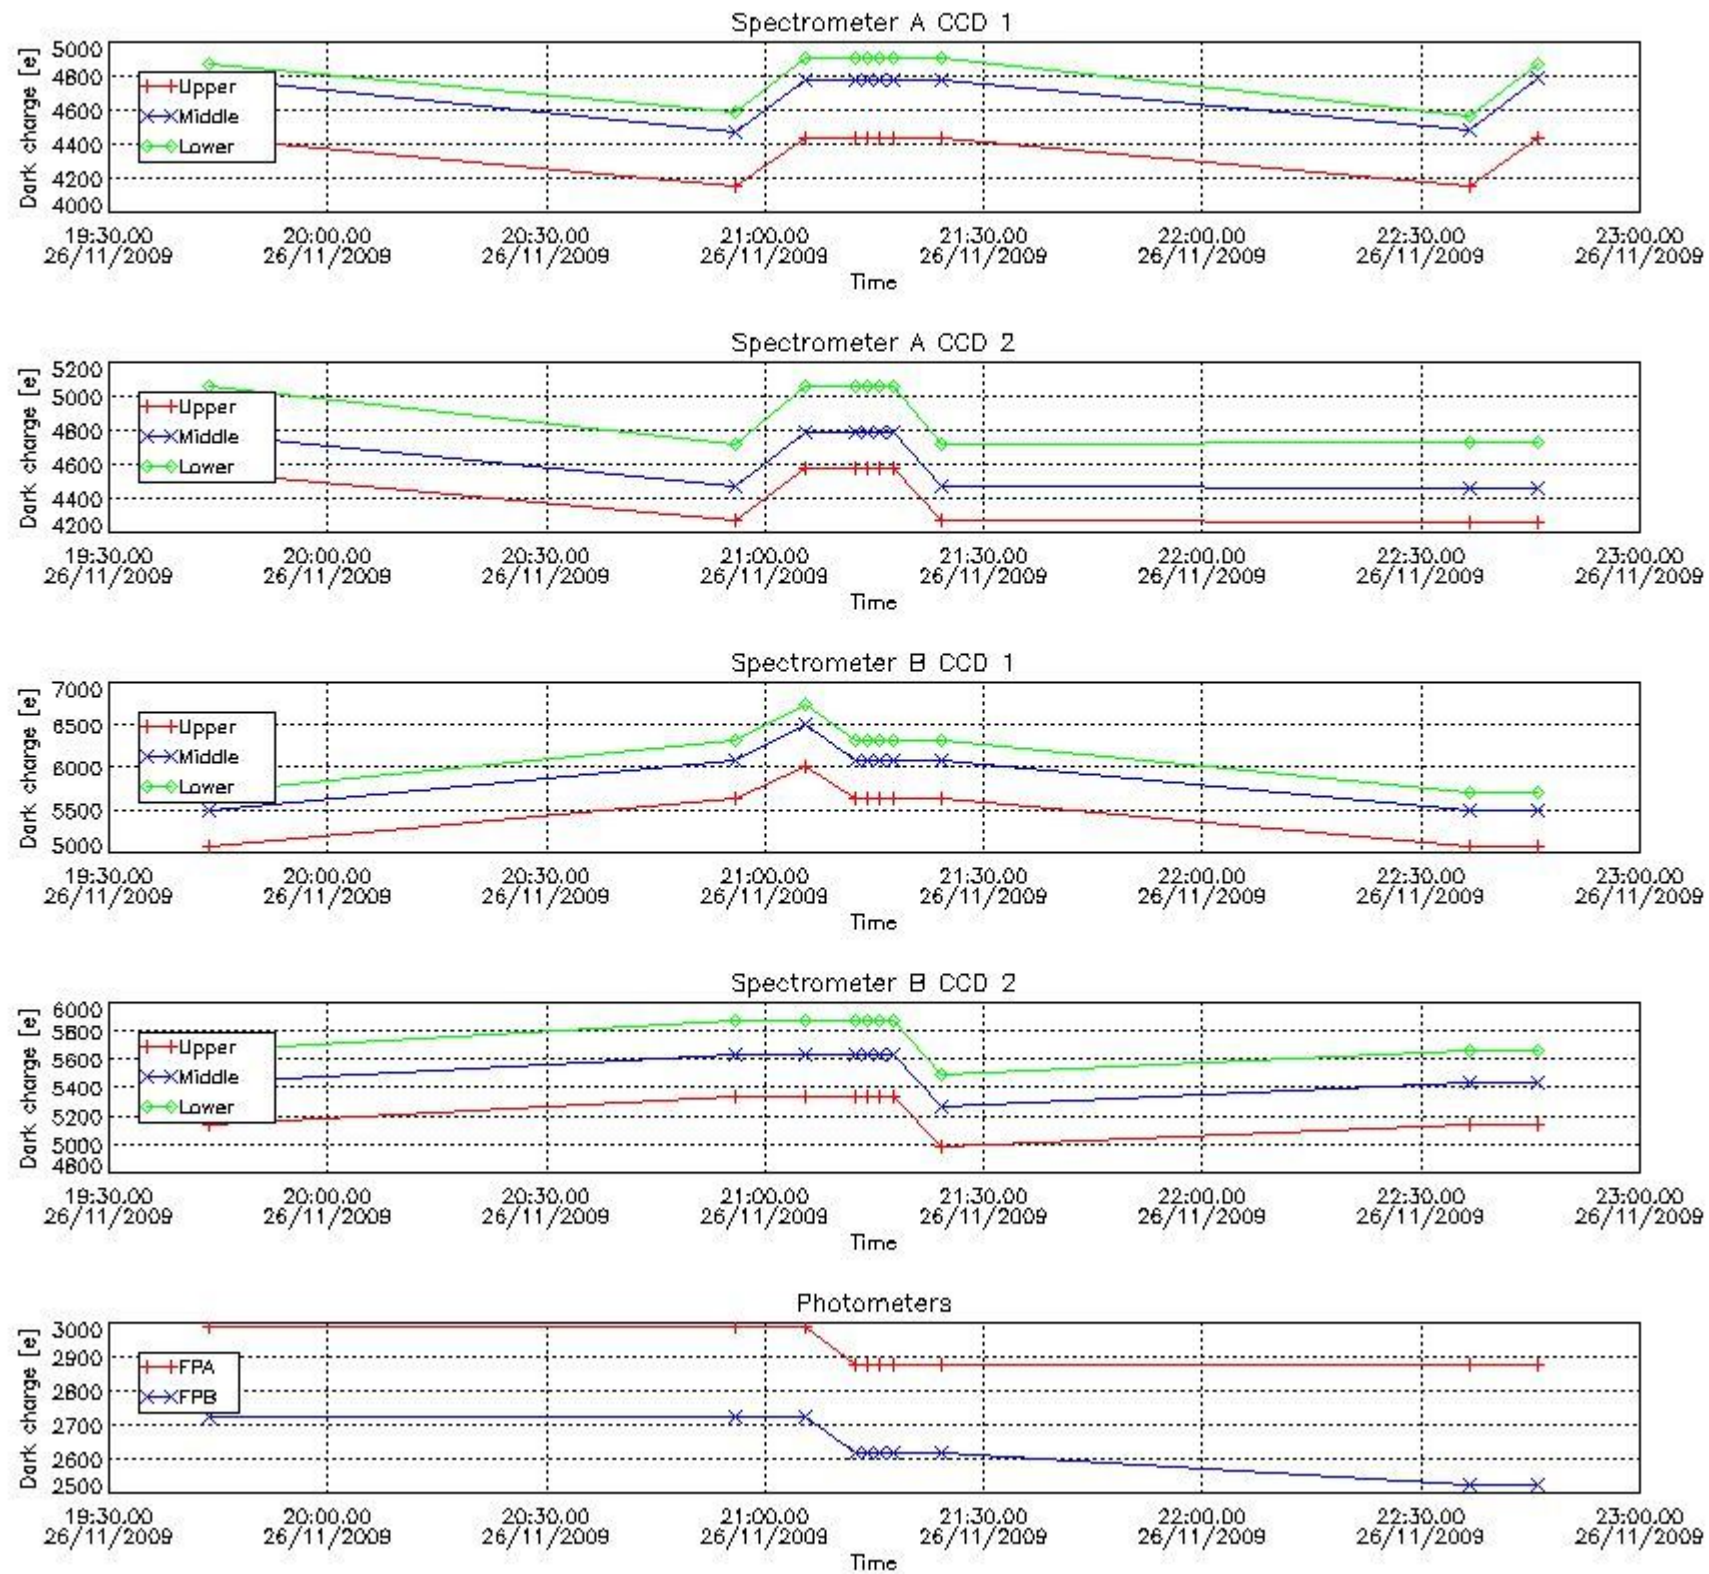 Spectrometer A CCD 1
Dark charge [e]
5000
4800
4600
4400
4200
4000
Upper
Middle
Lower
19:30.00 20:00.00 20:30.00 21:00.00 21:30.00 22:00.00 22:30.00 23:00.00
26/11/2009 26/11/2009 26/11/2009 26/11/2009 26/11/2009 26/11/2009 26/11/2009 26/11/2009
Time
Spectrometer A CCD 2
Dark charge [e]
5200
5000
4800
4600
4400
4200
Upper
Middle
Lower
19:30.00 20:00.00 20:30.00 21:00.00 21:30.00 22:00.00 22:30.00 23:00.00
26/11/2009 26/11/2009 26/11/2009 26/11/2009 26/11/2009 26/11/2009 26/11/2009 26/11/2009
Time
Spectrometer B CCD 1
Dark charge [e]
7000
6500
6000
5500
5000
Upper
Middle
Lower
19:30.00 20:00.00 20:30.00 21:00.00 21:30.00 22:00.00 22:30.00 23:00.00
26/11/2009 26/11/2009 26/11/2009 26/11/2009 26/11/2009 26/11/2009 26/11/2009 26/11/2009
Time
Spectrometer B CCD 2
Dark charge [e]
6000
5800
5600
5400
5200
5000
4800
Upper
Middle
Lower
19:30.00 20:00.00 20:30.00 21:00.00 21:30.00 22:00.00 22:30.00 23:00.00
26/11/2009 26/11/2009 26/11/2009 26/11/2009 26/11/2009 26/11/2009 26/11/2009 26/11/2009
Time
Photometers
Dark charge [e]
3000
2900
2800
2700
2600
2500
FPA
FPB
19:30.00 20:00.00 20:30.00 21:00.00 21:30.00 22:00.00 22:30.00 23:00.00
26/11/2009 26/11/2009 26/11/2009 26/11/2009 26/11/2009 26/11/2009 26/11/2009 26/11/2009
Time